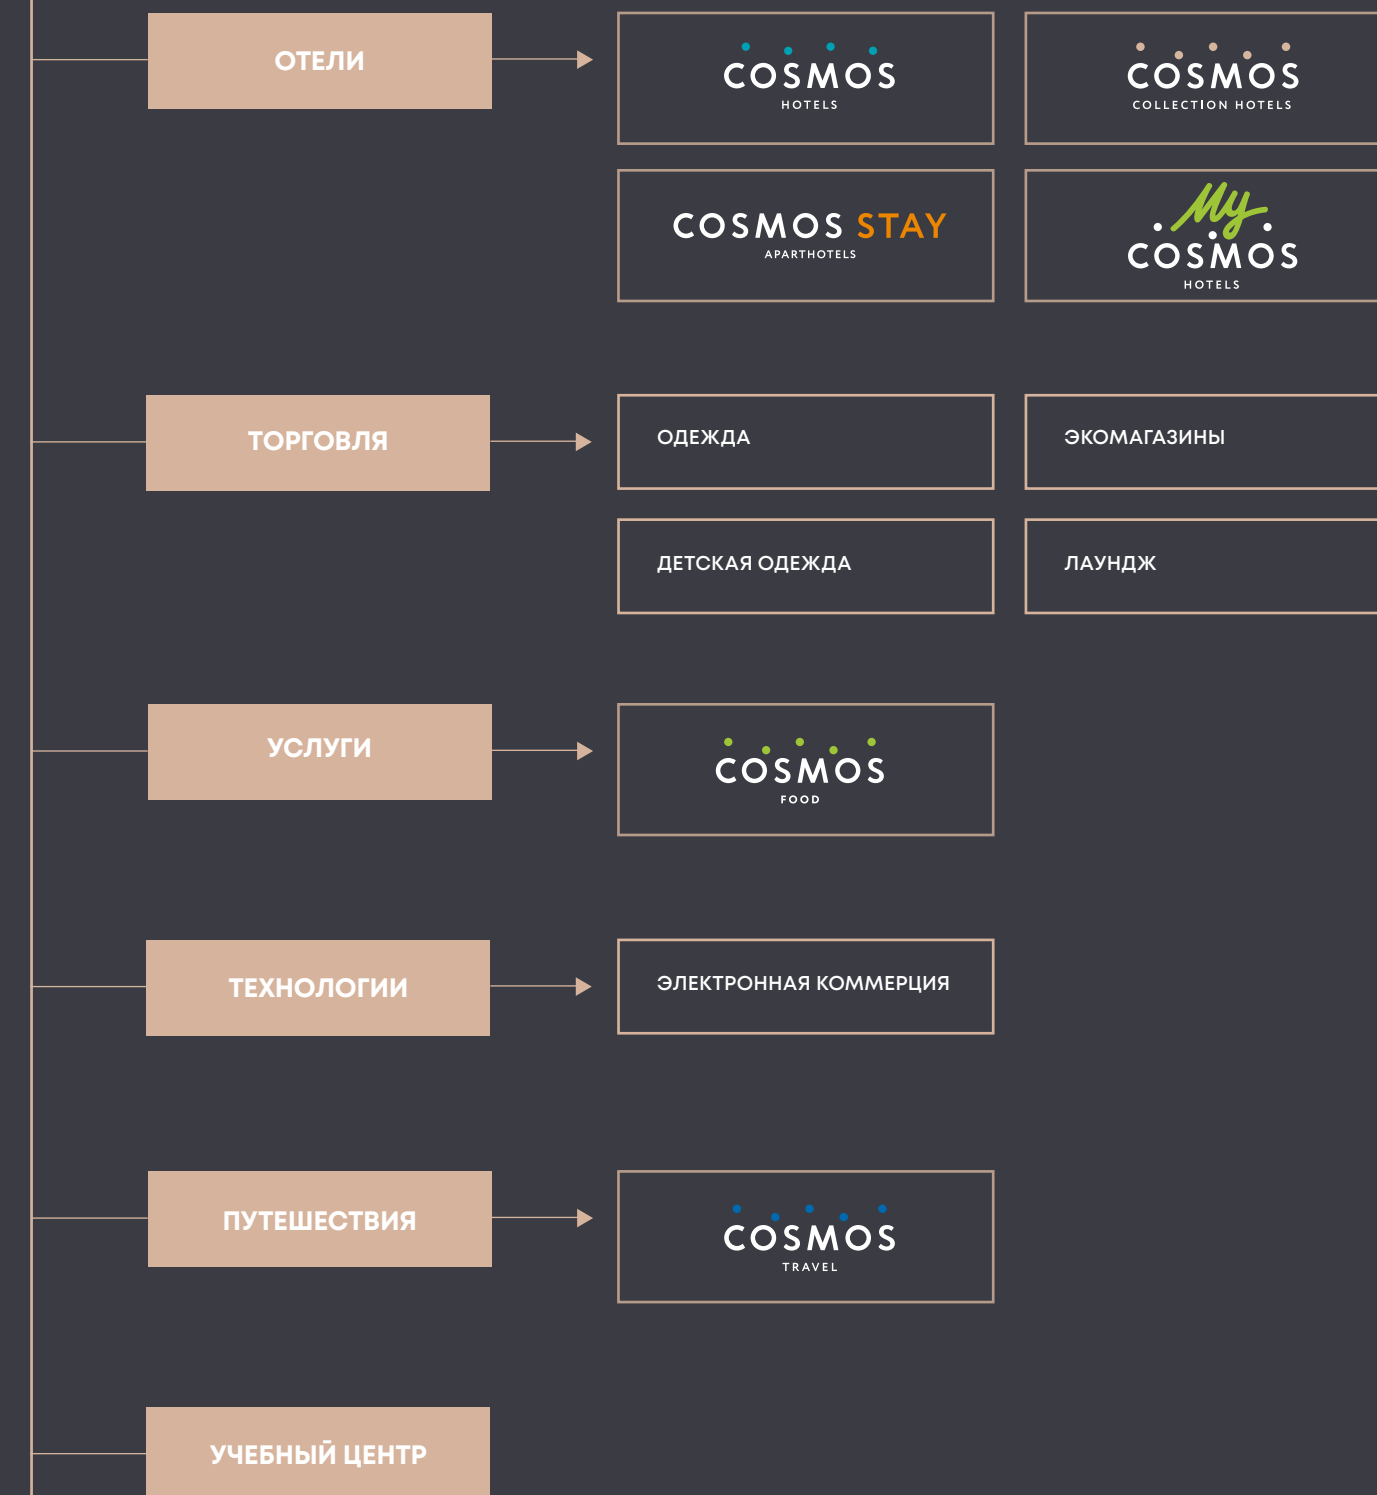 ОТЕЛИ
COSMOS
HOTELS
COSMOS
COLLECTION HOTELS
COSMOS STAY
APARTHOTELS
My
COSMOS
HOTELS
ТОРГОВЛЯ
ОДЕЖДА
ЭКОМАГАЗИНЫ
ДЕТСКАЯ ОДЕЖДА
ЛАУНДЖ
УСЛУГИ
COSMOS
FOOD
ТЕХНОЛОГИИ
ЭЛЕКТРОННАЯ КОММЕРЦИЯ
ПУТЕШЕСТВИЯ
COSMOS
TRAVEL
УЧЕБНЫЙ ЦЕНТР